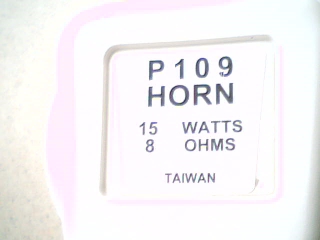 P109
HORN
15 WATTS
8 OHMS
TAIWAN